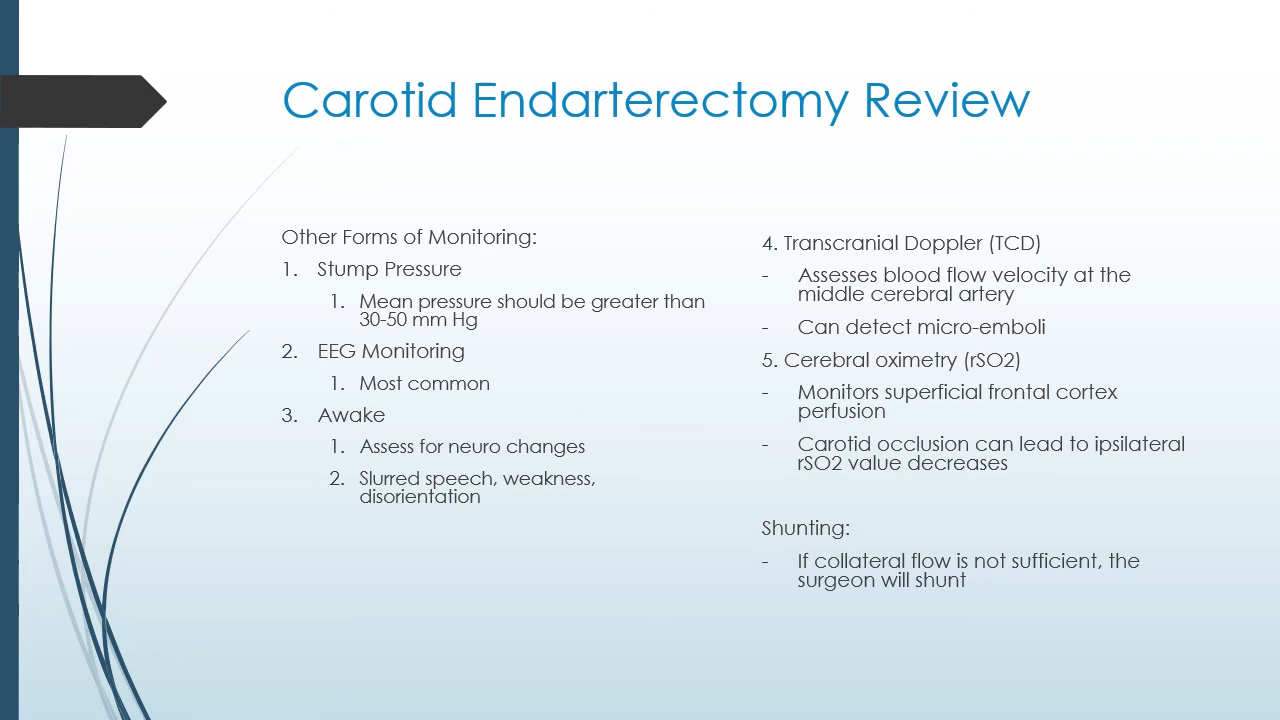 Carotid Endarterectomy Review
Other Forms of Monitoring:
1. Stump Pressure
1. Mean pressure should be greater than
30-50 mm Hg
2. EEG Monitoring
1. Most common
3. Awake
1. Assess for neuro changes
2. Slurred speech, weakness,
disorientation
4. Transcranial Doppler (TCD)
- Assesses blood flow velocity at the
middle cerebral artery
- Can detect micro-emboli
5. Cerebral oximetry (rSO2)
- Monitors superficial frontal cortex
perfusion
- Carotid occlusion can lead to ipsilateral
rSO2 value decreases
Shunting:
- If collateral flow is not sufficient, the
surgeon will shunt